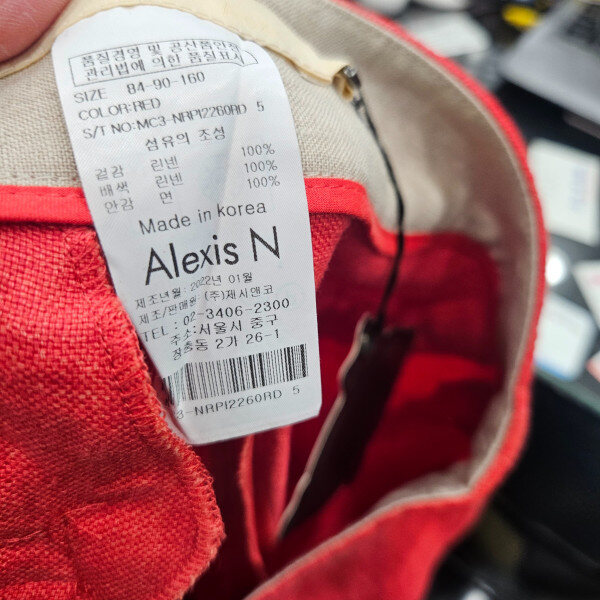 품질경영 및 공산품안전
관리법에 의한 품질표시
SIZE 84-90-160
COLOR:RED
S/T NO:MC3-NRPI2260RD 5
섬유의 조성
겉감 린넨 100%
배색 린넨 100%
안감 면 100%
Made in korea
Alexis N
제조년월: 2022년 01월
제조/판매원 (주)제시앤코
TEL : 02-3406-2300
주소:서울시 중구
장충동 2가 26-1
MC3-NRPI2260RD 5